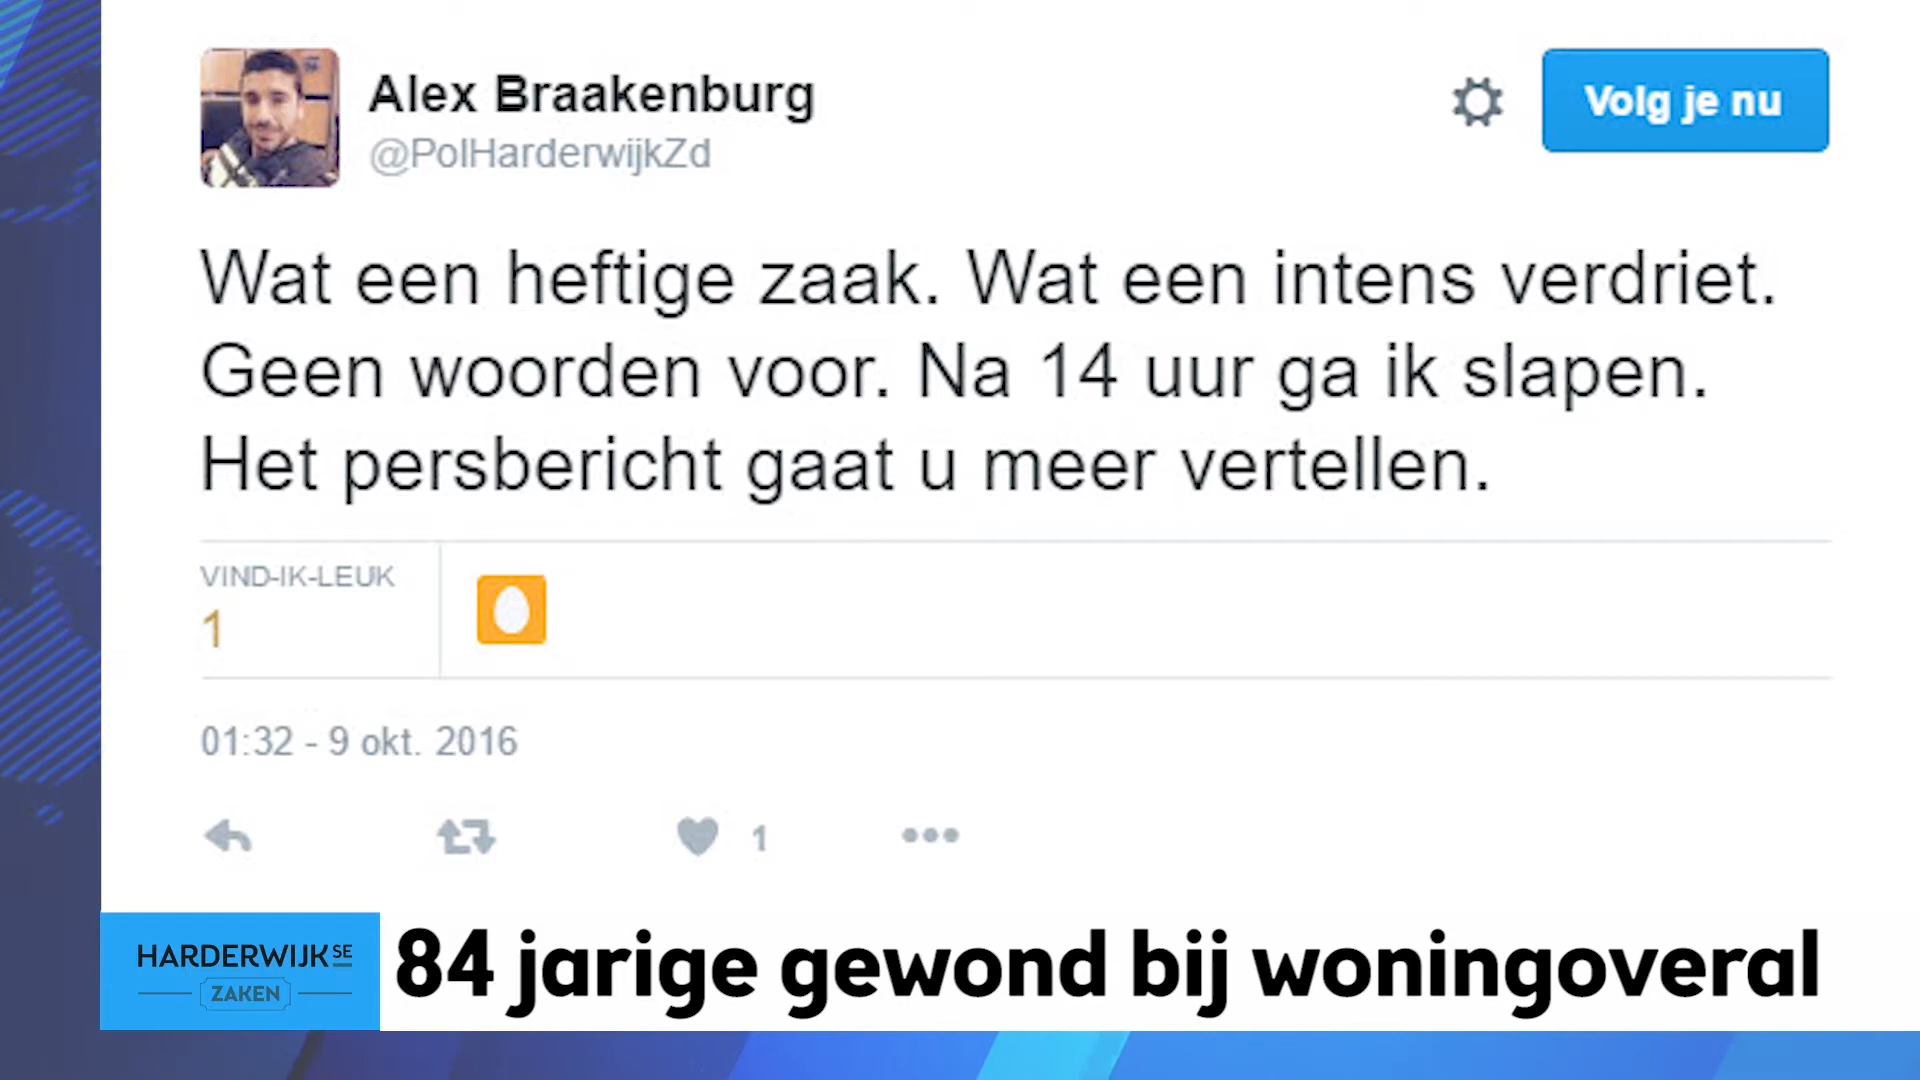 Alex Braakenburg
@PolHarderwijkZd
Volg je nu
Wat een heftige zaak. Wat een intens verdriet.
Geen woorden voor. Na 14 uur ga ik slapen.
Het persbericht gaat u meer vertellen.
VIND-IK-LEUK
1
01:32 - 9 okt. 2016
1
HARDERWIJKSE
ZAKEN
84 jarige gewond bij woningoveral